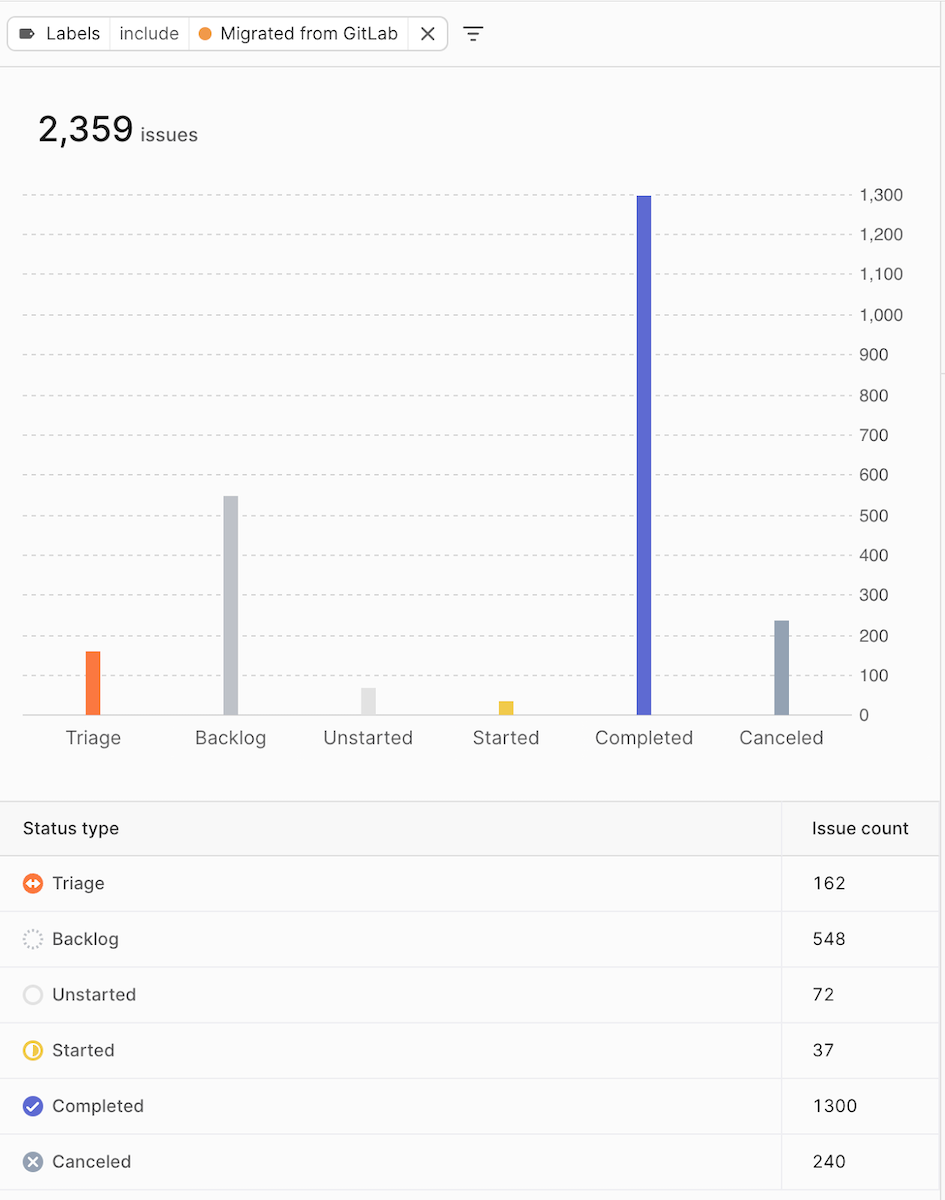 Labels include Migrated from GitLab
2,359 issues
1,300
1,200
1,100
1,000
900
800
700
600
500
400
300
200
100
0
Triage Backlog Unstarted Started Completed Canceled
Status type Issue count
Triage 162
Backlog 548
Unstarted 72
Started 37
Completed 1300
Canceled 240